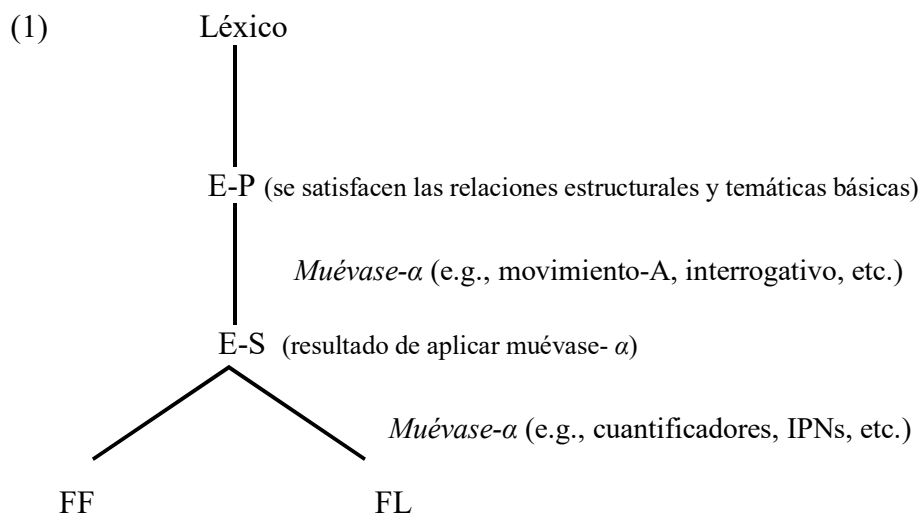 (1) Léxico
E-P (se satisfacen las relaciones estructurales y temáticas básicas)
Muévase-α (e.g., movimiento-A, interrogativo, etc.)
E-S (resultado de aplicar muévase- α)
Muévase-α (e.g., cuantificadores, IPNs, etc.)
FF FL